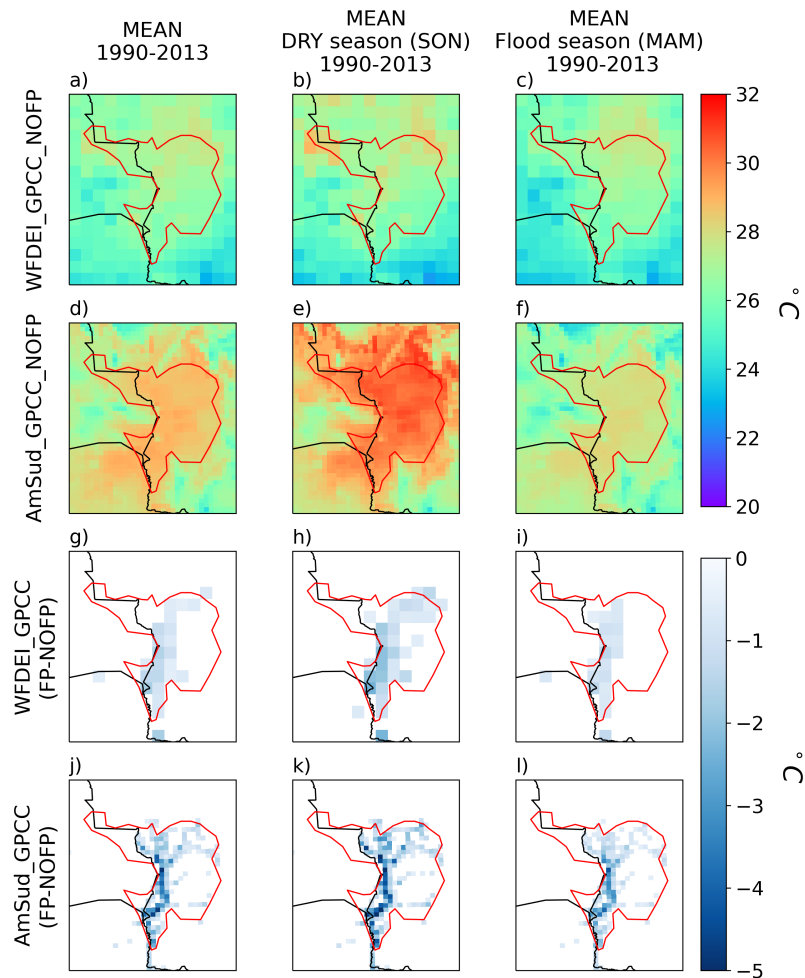 MEAN
1990-2013
MEAN
DRY season (SON)
1990-2013
MEAN
Flood season (MAM)
1990-2013
WFDEI_GPCC_NOFP
a)
b)
c)
AmSud_GPCC_NOFP
d)
e)
f)
32
30
28
26
24
22
20
°C
WFDEI_GPCC
(FP-NOFP)
g)
h)
i)
AmSud_GPCC
(FP-NOFP)
j)
k)
l)
0
−1
−2
−3
−4
−5
°C